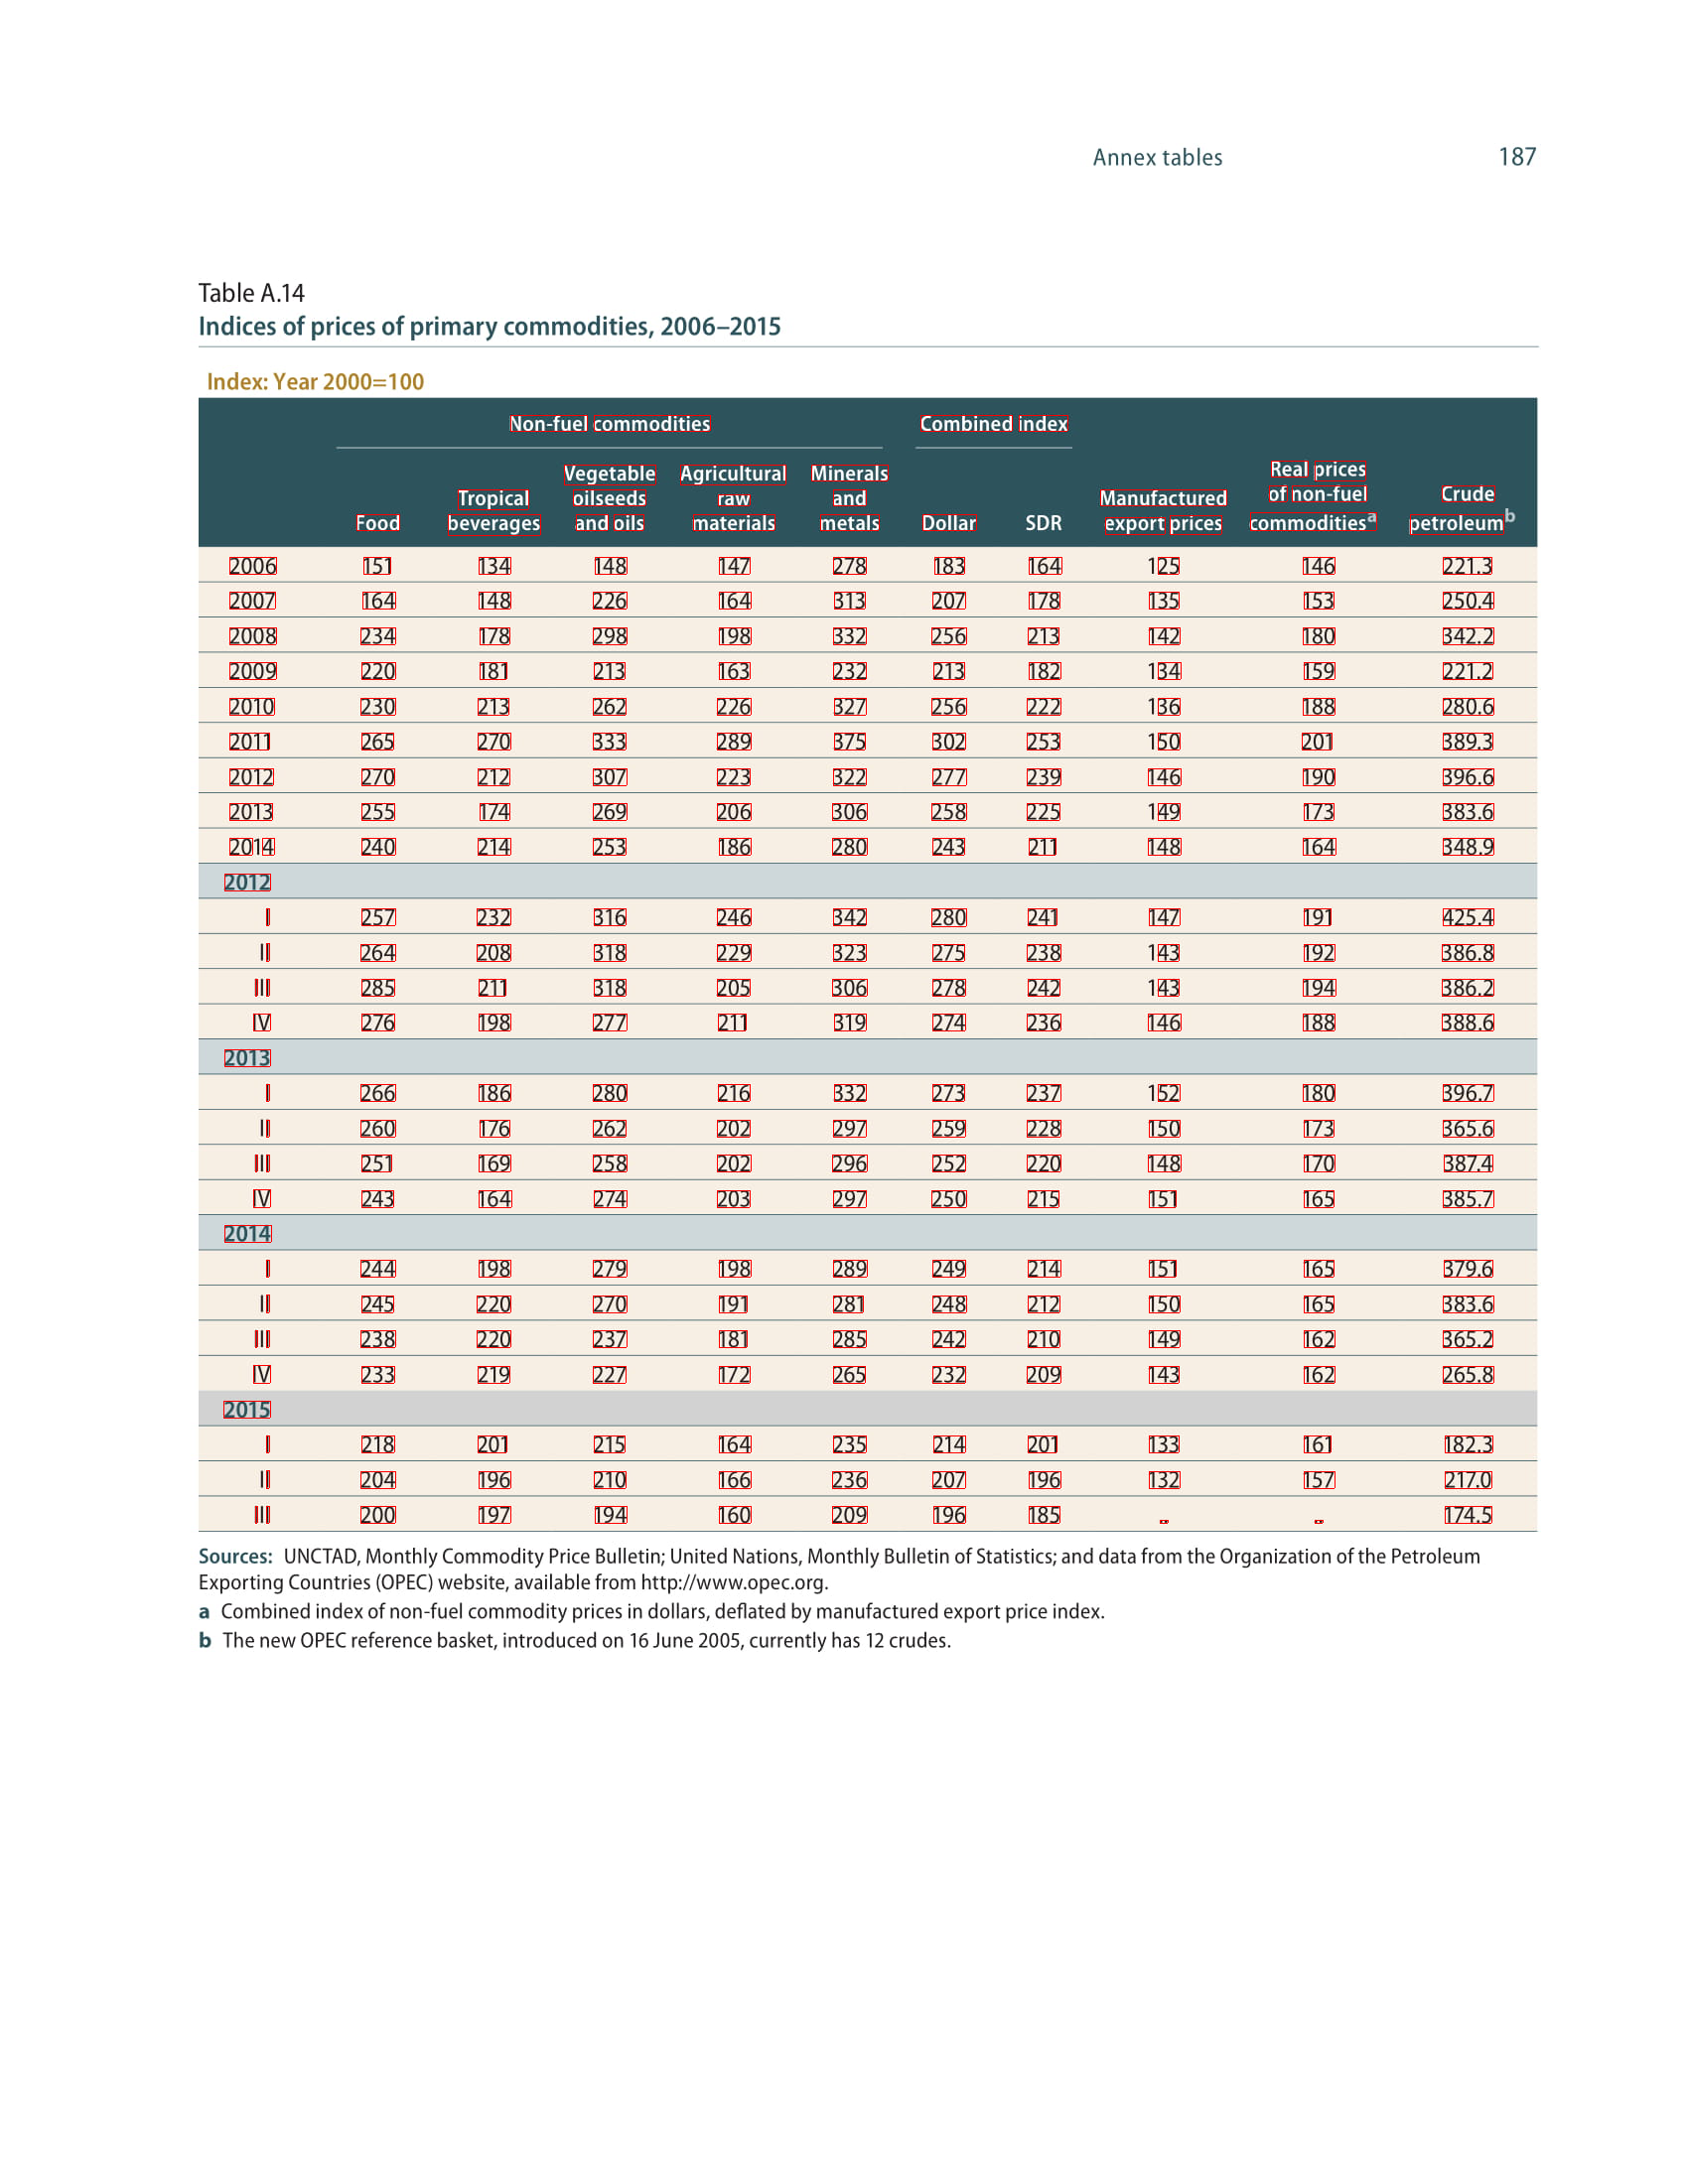 Annex tables 187
Table A.14
Indices of prices of primary commodities, 2006–2015
Index: Year 2000=100
Non-fuel commodities Combined index
Food Tropical beverages Vegetable oilseeds and oils Agricultural raw materials Minerals and metals Dollar SDR Manufactured export prices Real prices of non-fuel commodities a Crude petroleum b
2006 151 134 148 147 278 183 164 125 146 221.3
2007 164 148 226 164 313 207 178 135 153 250.4
2008 234 178 298 198 332 256 213 142 180 342.2
2009 220 181 213 163 232 213 182 134 159 221.2
2010 230 213 262 226 327 256 222 136 188 280.6
2011 265 270 333 289 375 302 253 150 201 389.3
2012 270 212 307 223 322 277 239 146 190 396.6
2013 255 174 269 206 306 258 225 149 173 383.6
2014 240 214 253 186 280 243 211 148 164 348.9
2012
I 257 232 316 246 342 280 241 147 191 425.4
II 264 208 318 229 323 275 238 143 192 386.8
III 285 211 318 205 306 278 242 143 194 386.2
IV 276 198 277 211 319 274 236 146 188 388.6
2013
I 266 186 280 216 332 273 237 152 180 396.7
II 260 176 262 202 297 259 228 150 173 365.6
III 251 169 258 202 296 252 220 148 170 387.4
IV 243 164 274 203 297 250 215 151 165 385.7
2014
I 244 198 279 198 289 249 214 151 165 379.6
II 245 220 270 191 281 248 212 150 165 383.6
III 238 220 237 181 285 242 210 149 162 365.2
IV 233 219 227 172 265 232 209 143 162 265.8
2015
I 218 201 215 164 235 214 201 133 161 182.3
II 204 196 210 166 236 207 196 132 157 217.0
III 200 197 194 160 209 196 185 .. .. 174.5
Sources: UNCTAD, Monthly Commodity Price Bulletin; United Nations, Monthly Bulletin of Statistics; and data from the Organization of the Petroleum
Exporting Countries (OPEC) website, available from http://www.opec.org.
a Combined index of non-fuel commodity prices in dollars, deflated by manufactured export price index.
b The new OPEC reference basket, introduced on 16 June 2005, currently has 12 crudes.